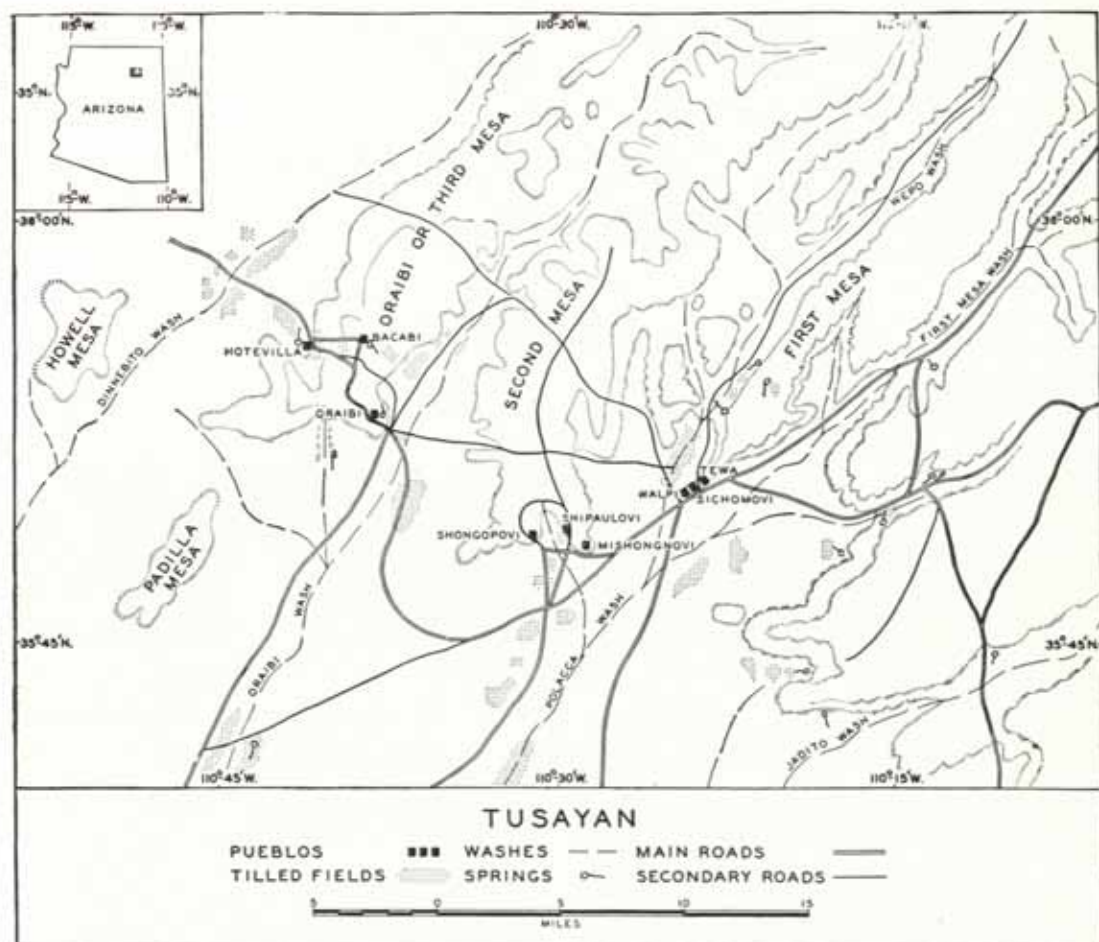 115°W.
110°W.
35°N.
35°N.
ARIZONA
115°W.
110°W.
110°30'W.
36°00'N.
36°00'N.
ORAIBI OR THIRD MESA
WEPO WASH
SECOND MESA
FIRST MESA
FIRST MESA WASH
HOWELL MESA
DINNEBITO WASH
HOTEVILLA
BACABI
ORAIBI
TEWA
WALPI
SICHOMOVI
SHIPAULOVI
SHONGOPOVI
MISHONGNOVI
PADILLA MESA
ORAIBI WASH
POLACCA WASH
35°45'N.
35°45'N.
JADITO WASH
110°45'W.
110°30'W.
110°15'W.
TUSAYAN
PUEBLOS WASHES MAIN ROADS
TILLED FIELDS SPRINGS SECONDARY ROADS
5 0 5 10 15
MILES